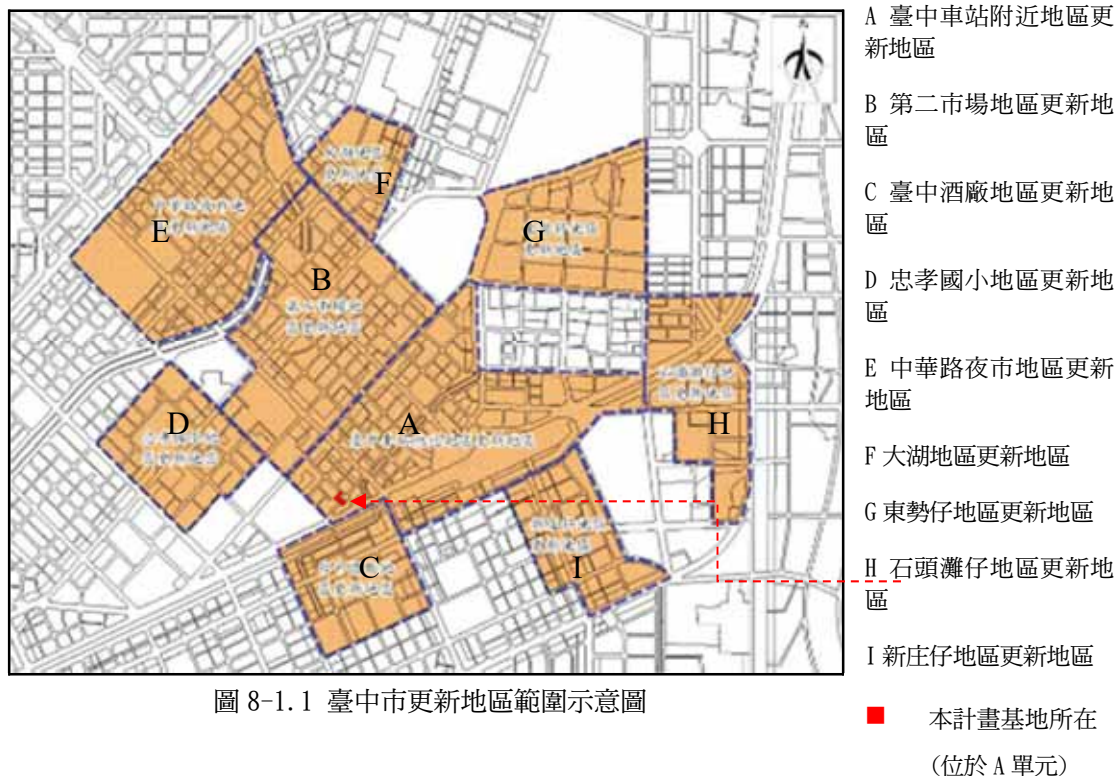 A 臺中車站附近地區更
新地區
B 第二市場地區更新地
區
C 臺中酒廠地區更新地
區
D 忠孝國小地區更新地
區
E 中華路夜市地區更新
地區
F 大湖地區更新地區
G 東勢仔地區更新地區
H 石頭灘仔地區更新地
區
I 新庄仔地區更新地區
本計畫基地所在
(位於 A 單元)
F
E
G
B
D
A
H
C
I
圖 8-1.1 臺中市更新地區範圍示意圖